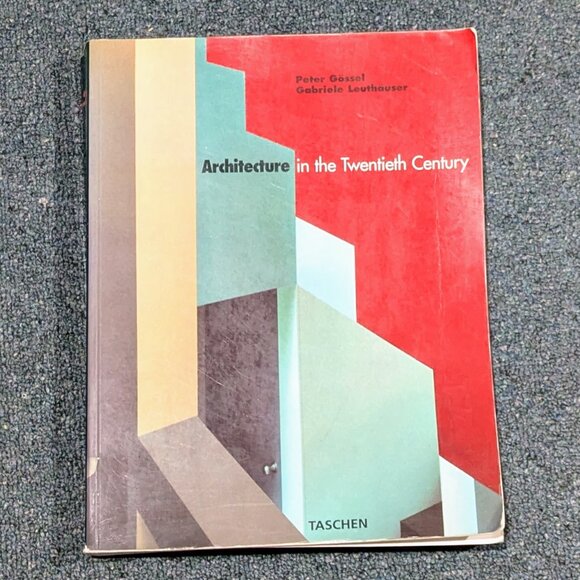 Peter Gössel
Gabriele Leuthäuser
Architecture in the Twentieth Century
TASCHEN